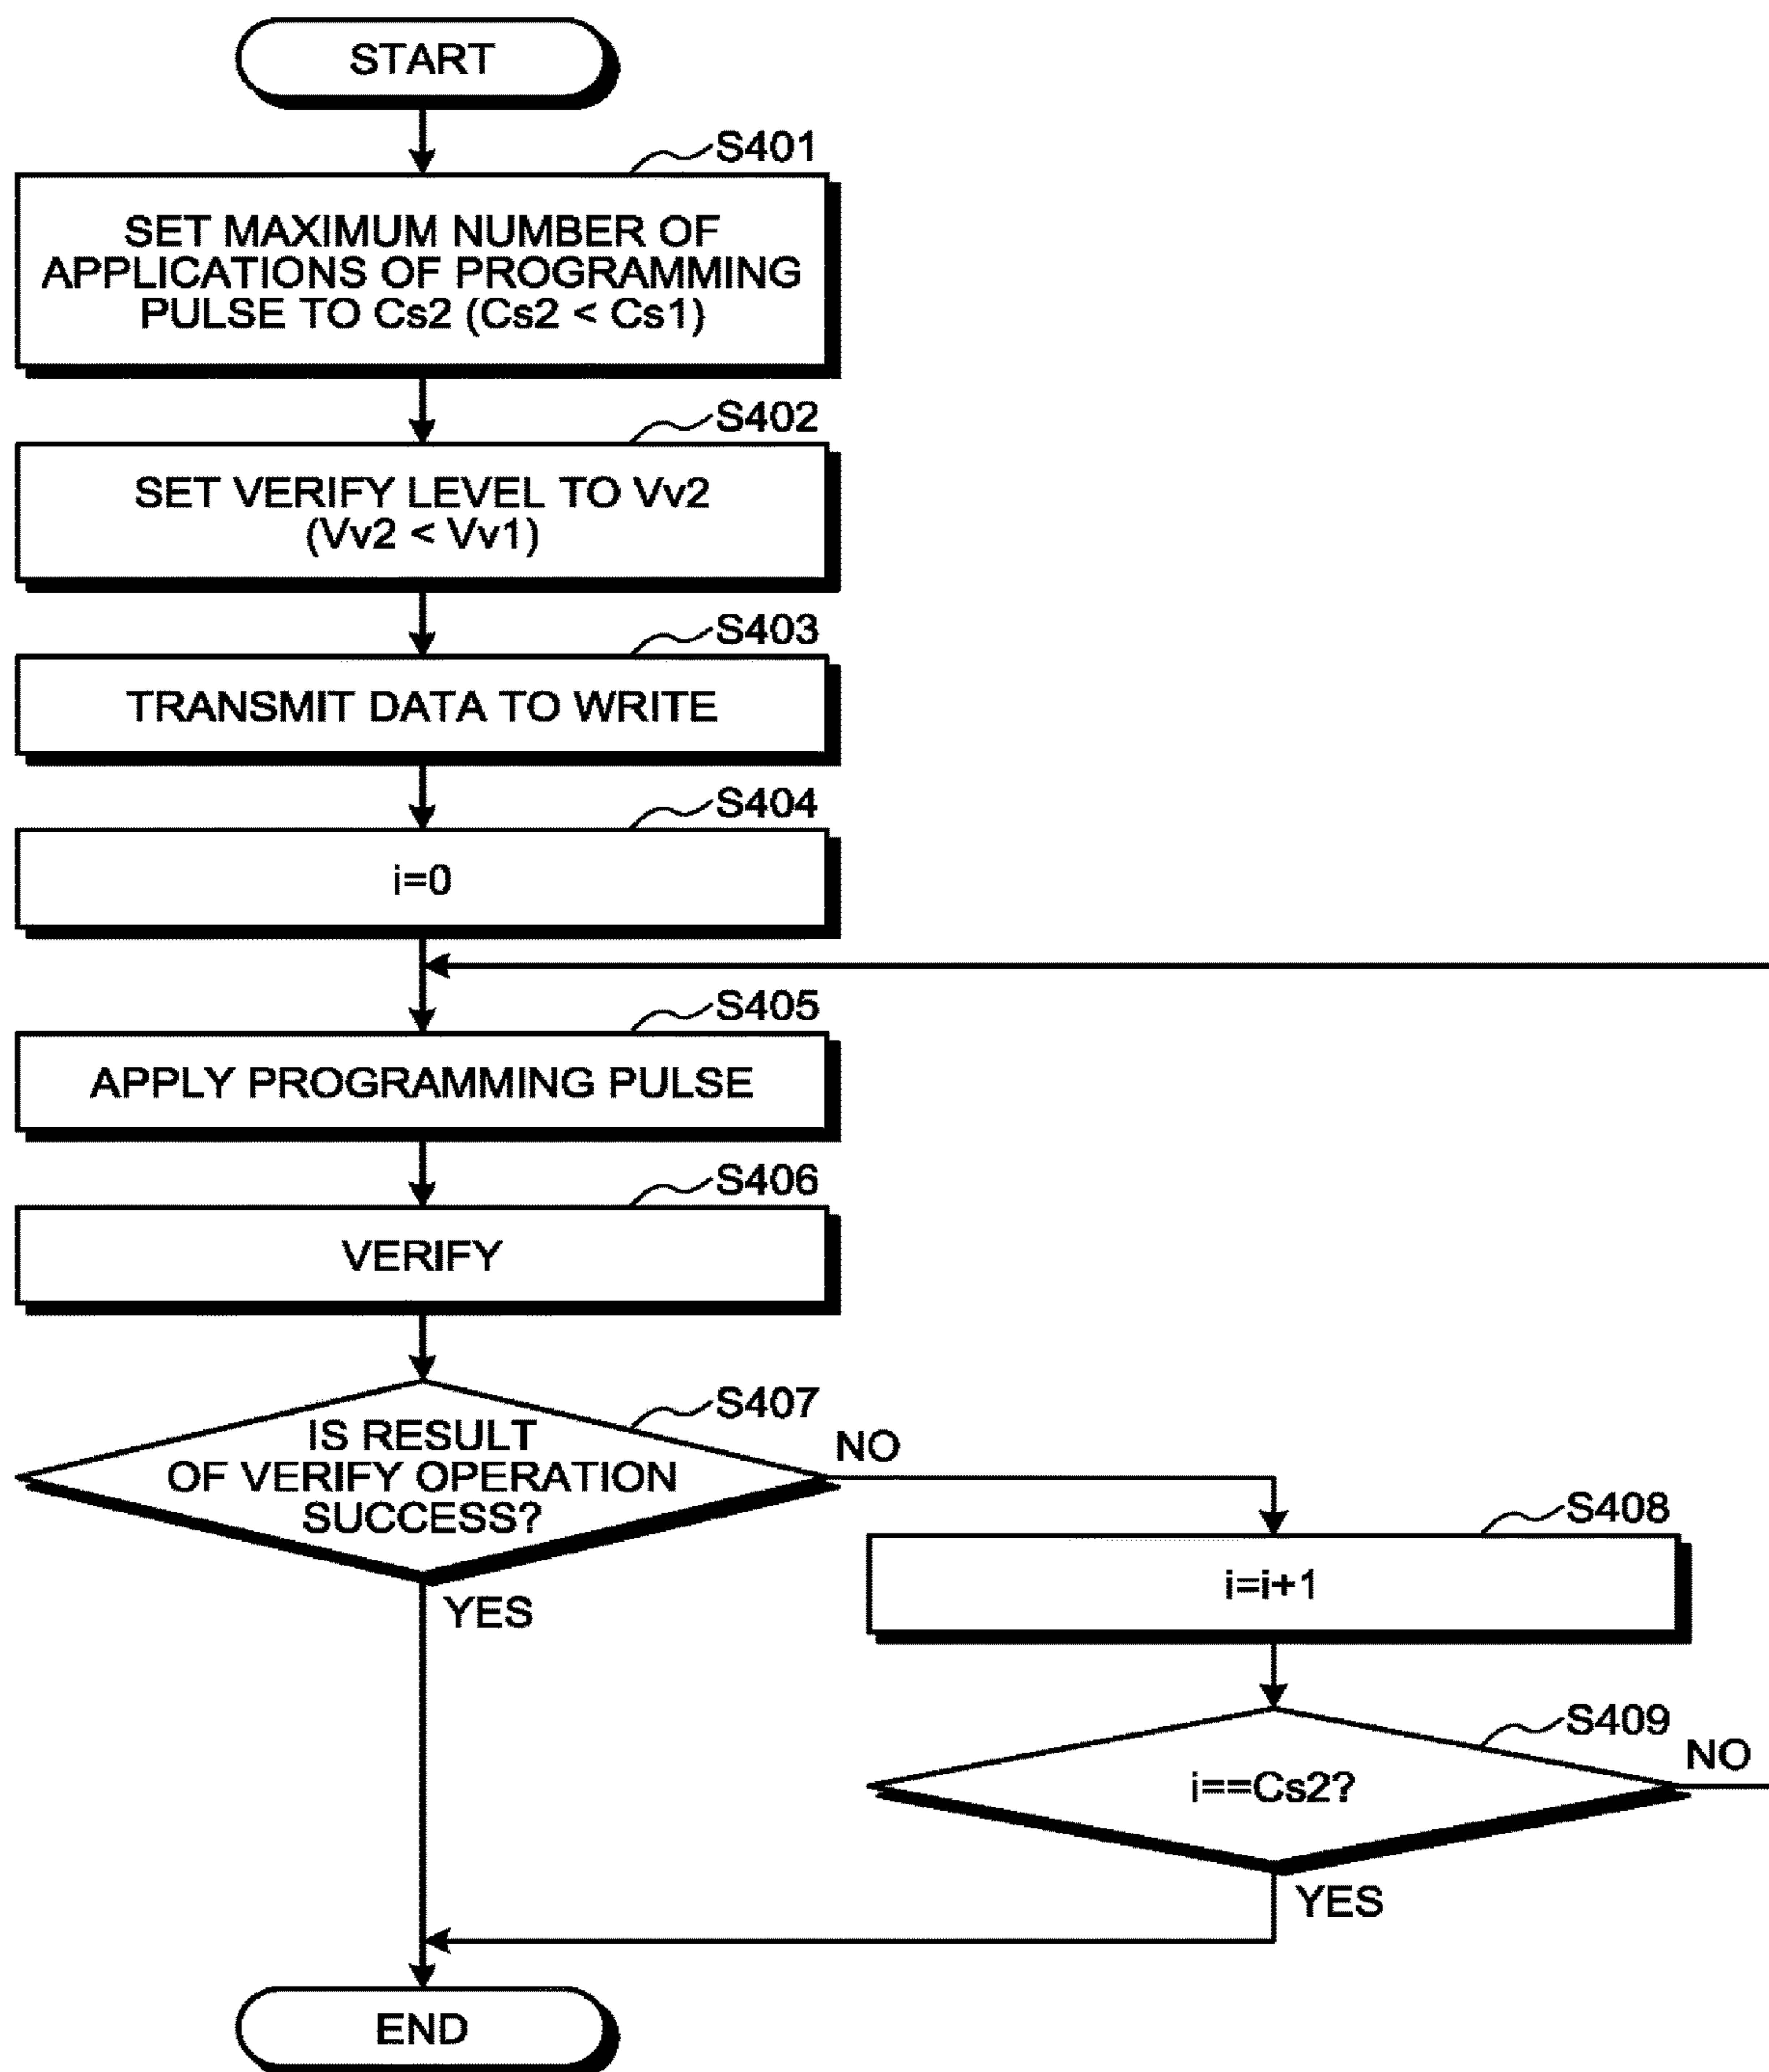 START
S401
SET MAXIMUM NUMBER OF
APPLICATIONS OF PROGRAMMING
PULSE TO Cs2 (Cs2 < Cs1)
S402
SET VERIFY LEVEL TO Vv2
(Vv2 < Vv1)
S403
TRANSMIT DATA TO WRITE
S404
i=0
S405
APPLY PROGRAMMING PULSE
S406
VERIFY
S407
IS RESULT
OF VERIFY OPERATION
SUCCESS?
NO
YES
S408
i=i+1
S409
i==Cs2?
NO
YES
END